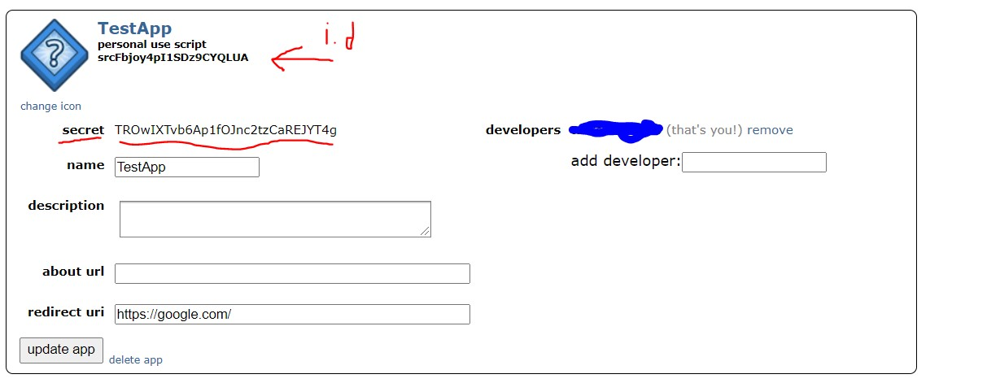 TestApp
personal use script
srcFbjoy4pI1SDz9CYQLUA
i.d
change icon
secret TROwIXTvb6Ap1fOJnc2tzCaREJYT4g
developers (that's you!) remove
name TestApp
add developer:
description
about url
redirect uri https://google.com/
update app delete app